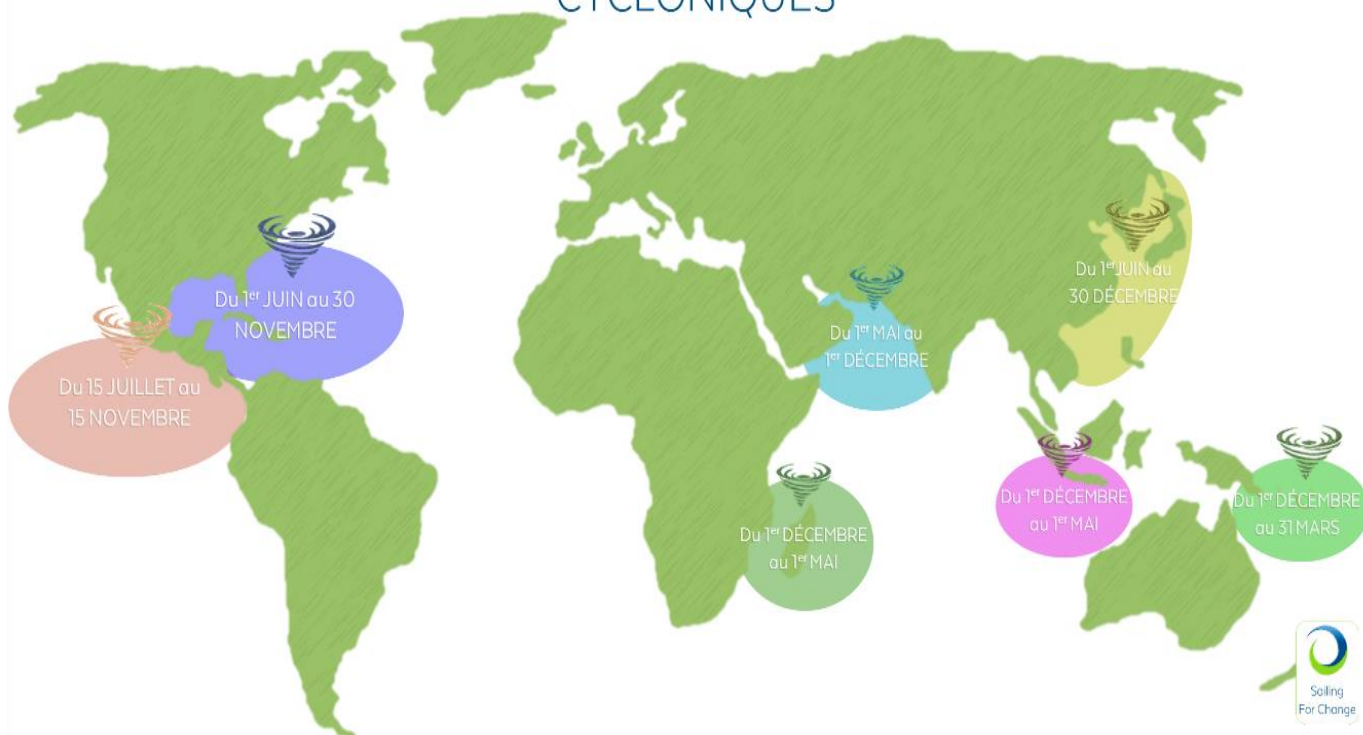 CYCLONIQUES
Du 1er JUIN au 30
NOVEMBRE
Du 1er JUIN au
30 DÉCEMBRE
Du 1er MAI au
1er DÉCEMBRE
Du 15 JUILLET au
15 NOVEMBRE
Du 1er DÉCEMBRE
au 1er MAI
Du 1er DÉCEMBRE
au 31 MARS
Du 1er DÉCEMBRE
au 1er MAI
Sailing
For Change